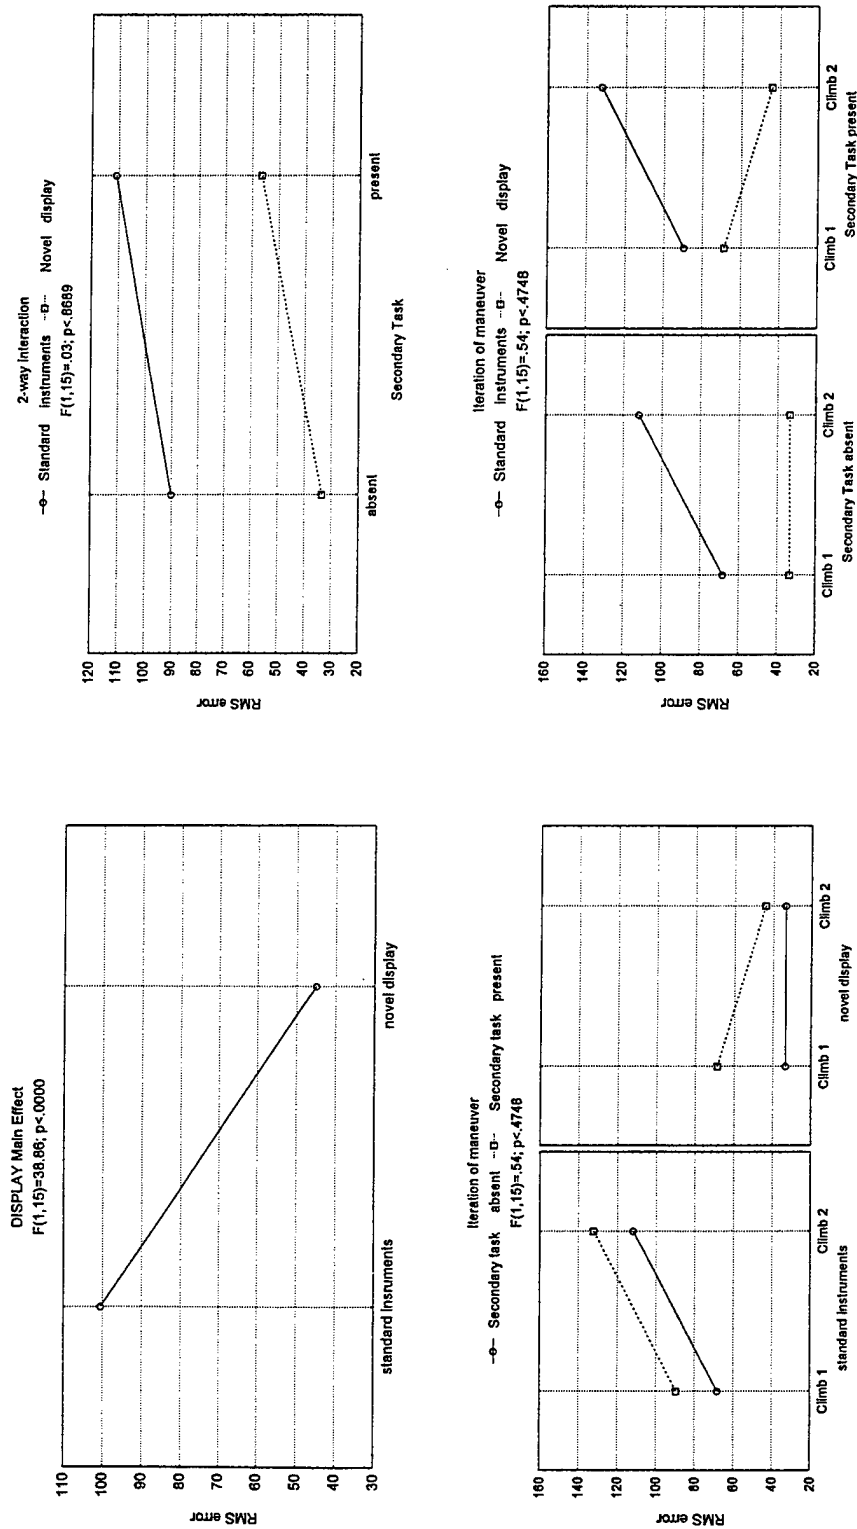 DISPLAY Main Effect
F(1,15)=38.86; p<.0000
110
100
90
80
70
60
50
40
30
RMS error
standard instruments
novel display
2-way interaction
Standard instruments Novel display
F(1,15)=.03; p<.8689
120
110
100
90
80
70
60
50
40
30
20
RMS error
absent
present
Secondary Task
Iteration of maneuver
Secondary task absent Secondary task present
F(1,15)=.54; p<.4748
160
140
120
100
80
60
40
20
RMS error
Climb 1
Climb 2
standard instruments
Climb 1
Climb 2
novel display
Iteration of maneuver
Standard instruments Novel display
F(1,15)=.54; p<.4748
160
140
120
100
80
60
40
20
RMS error
Climb 1
Climb 2
Secondary Task absent
Climb 1
Climb 2
Secondary Task present